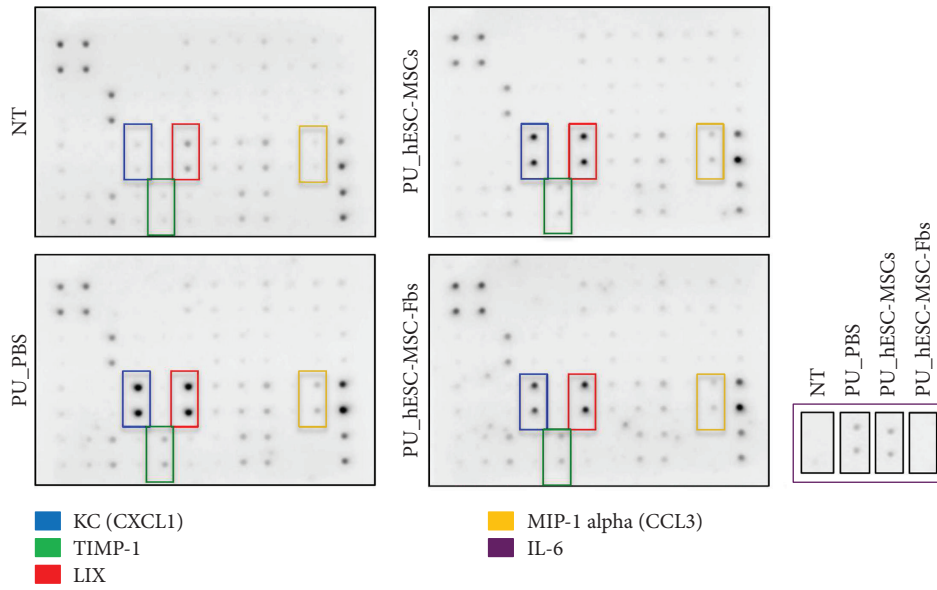 NT
PU_hESC-MSCs
PU_PBS
PU_hESC-MSC-Fbs
NT
PU_PBS
PU_hESC-MSCs
PU_hESC-MSC-Fbs
KC (CXCL1)
TIMP-1
LIX
MIP-1 alpha (CCL3)
IL-6